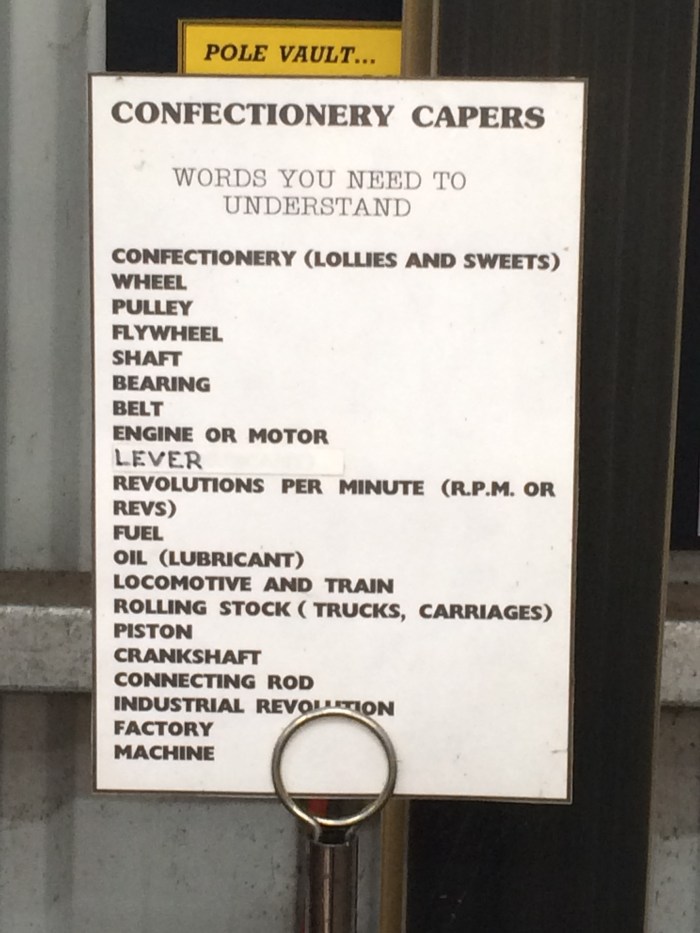 POLE VAULT...
CONFECTIONERY CAPERS
WORDS YOU NEED TO
UNDERSTAND
CONFECTIONERY (LOLLIES AND SWEETS)
WHEEL
PULLEY
FLYWHEEL
SHAFT
BEARING
BELT
ENGINE OR MOTOR
LEVER
REVOLUTIONS PER MINUTE (R.P.M. OR
REVS)
FUEL
OIL (LUBRICANT)
LOCOMOTIVE AND TRAIN
ROLLING STOCK ( TRUCKS, CARRIAGES)
PISTON
CRANKSHAFT
CONNECTING ROD
INDUSTRIAL REVOLUTION
FACTORY
MACHINE